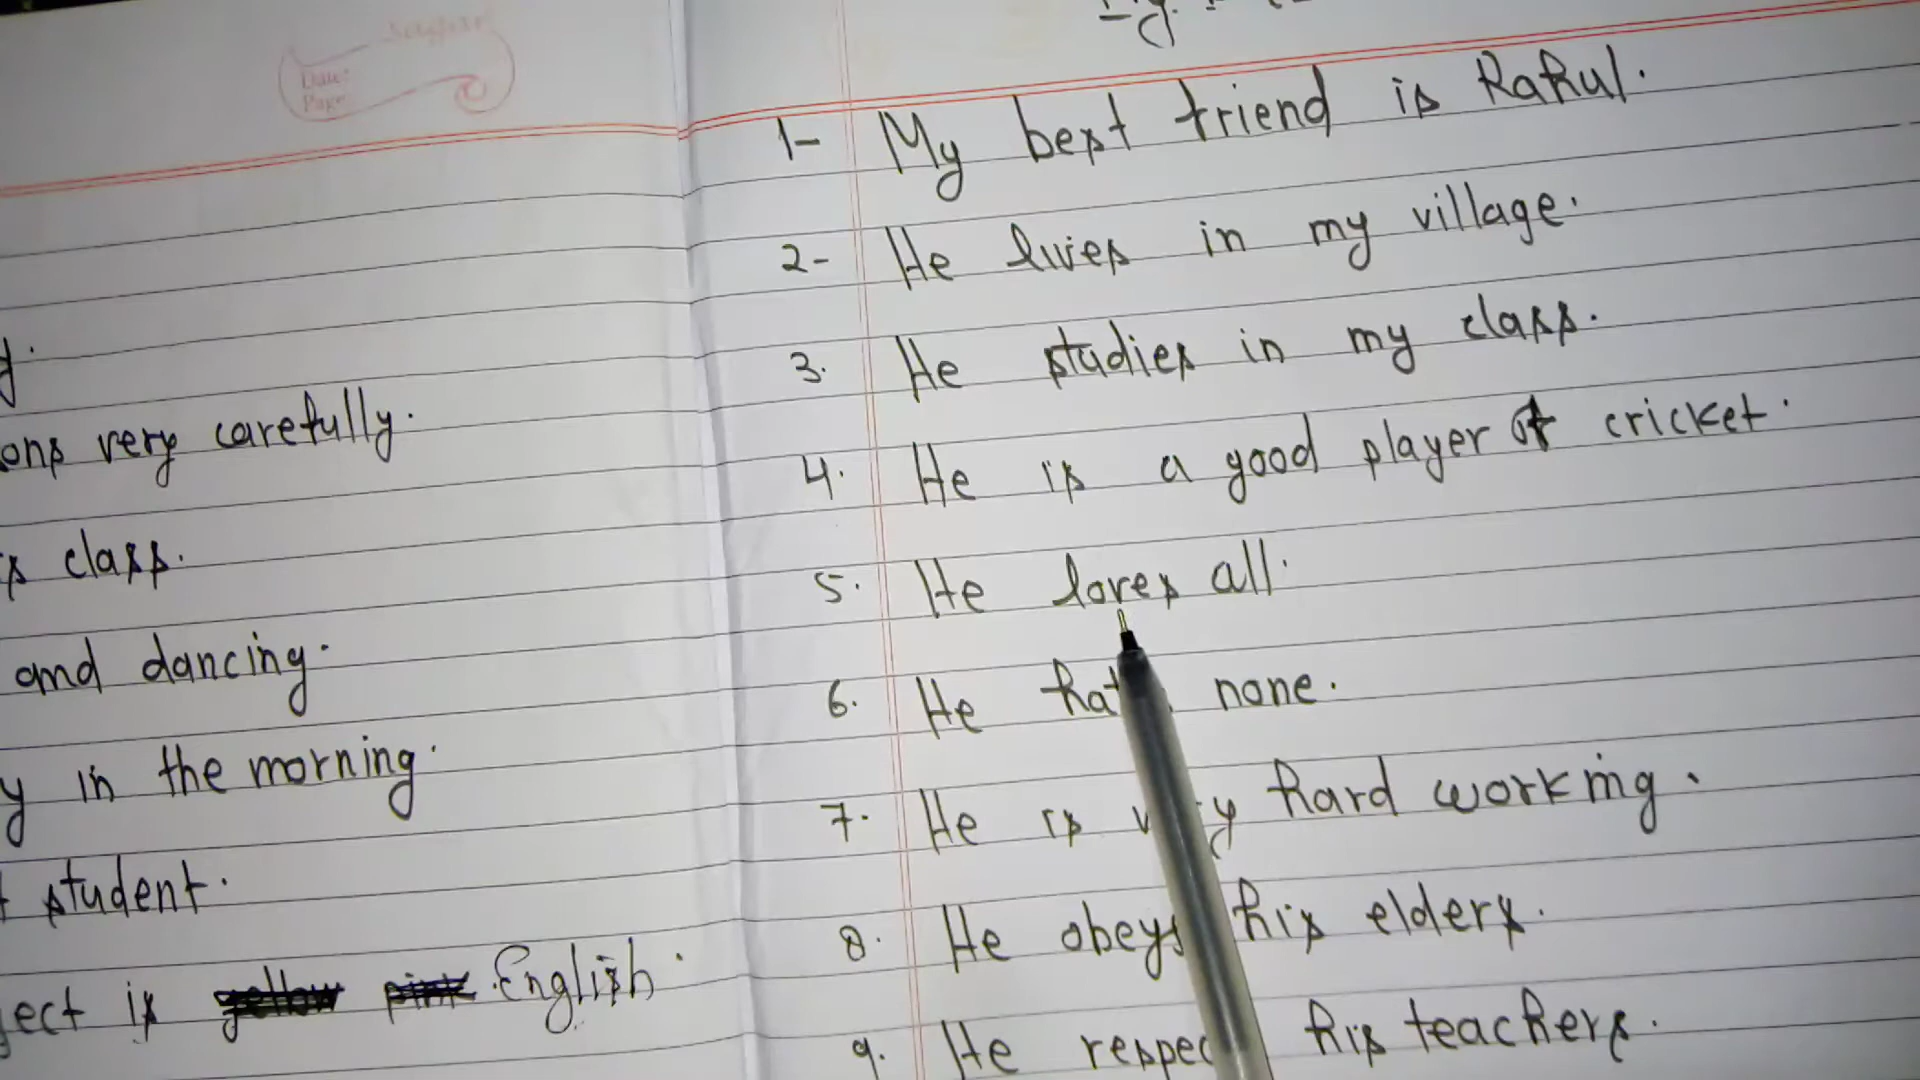 Sagar
Date:
Page:
very carefully.
class.
and dancing.
in the morning.
student.
is yellow pink English.
1- My best friend is Rahul.
2- He lives in my village.
3. He studies in my class.
4. He is a good player of cricket.
5. He loves all.
6. He none.
7. He is hard working.
8. He obeys his elders.
9. He his teachers.